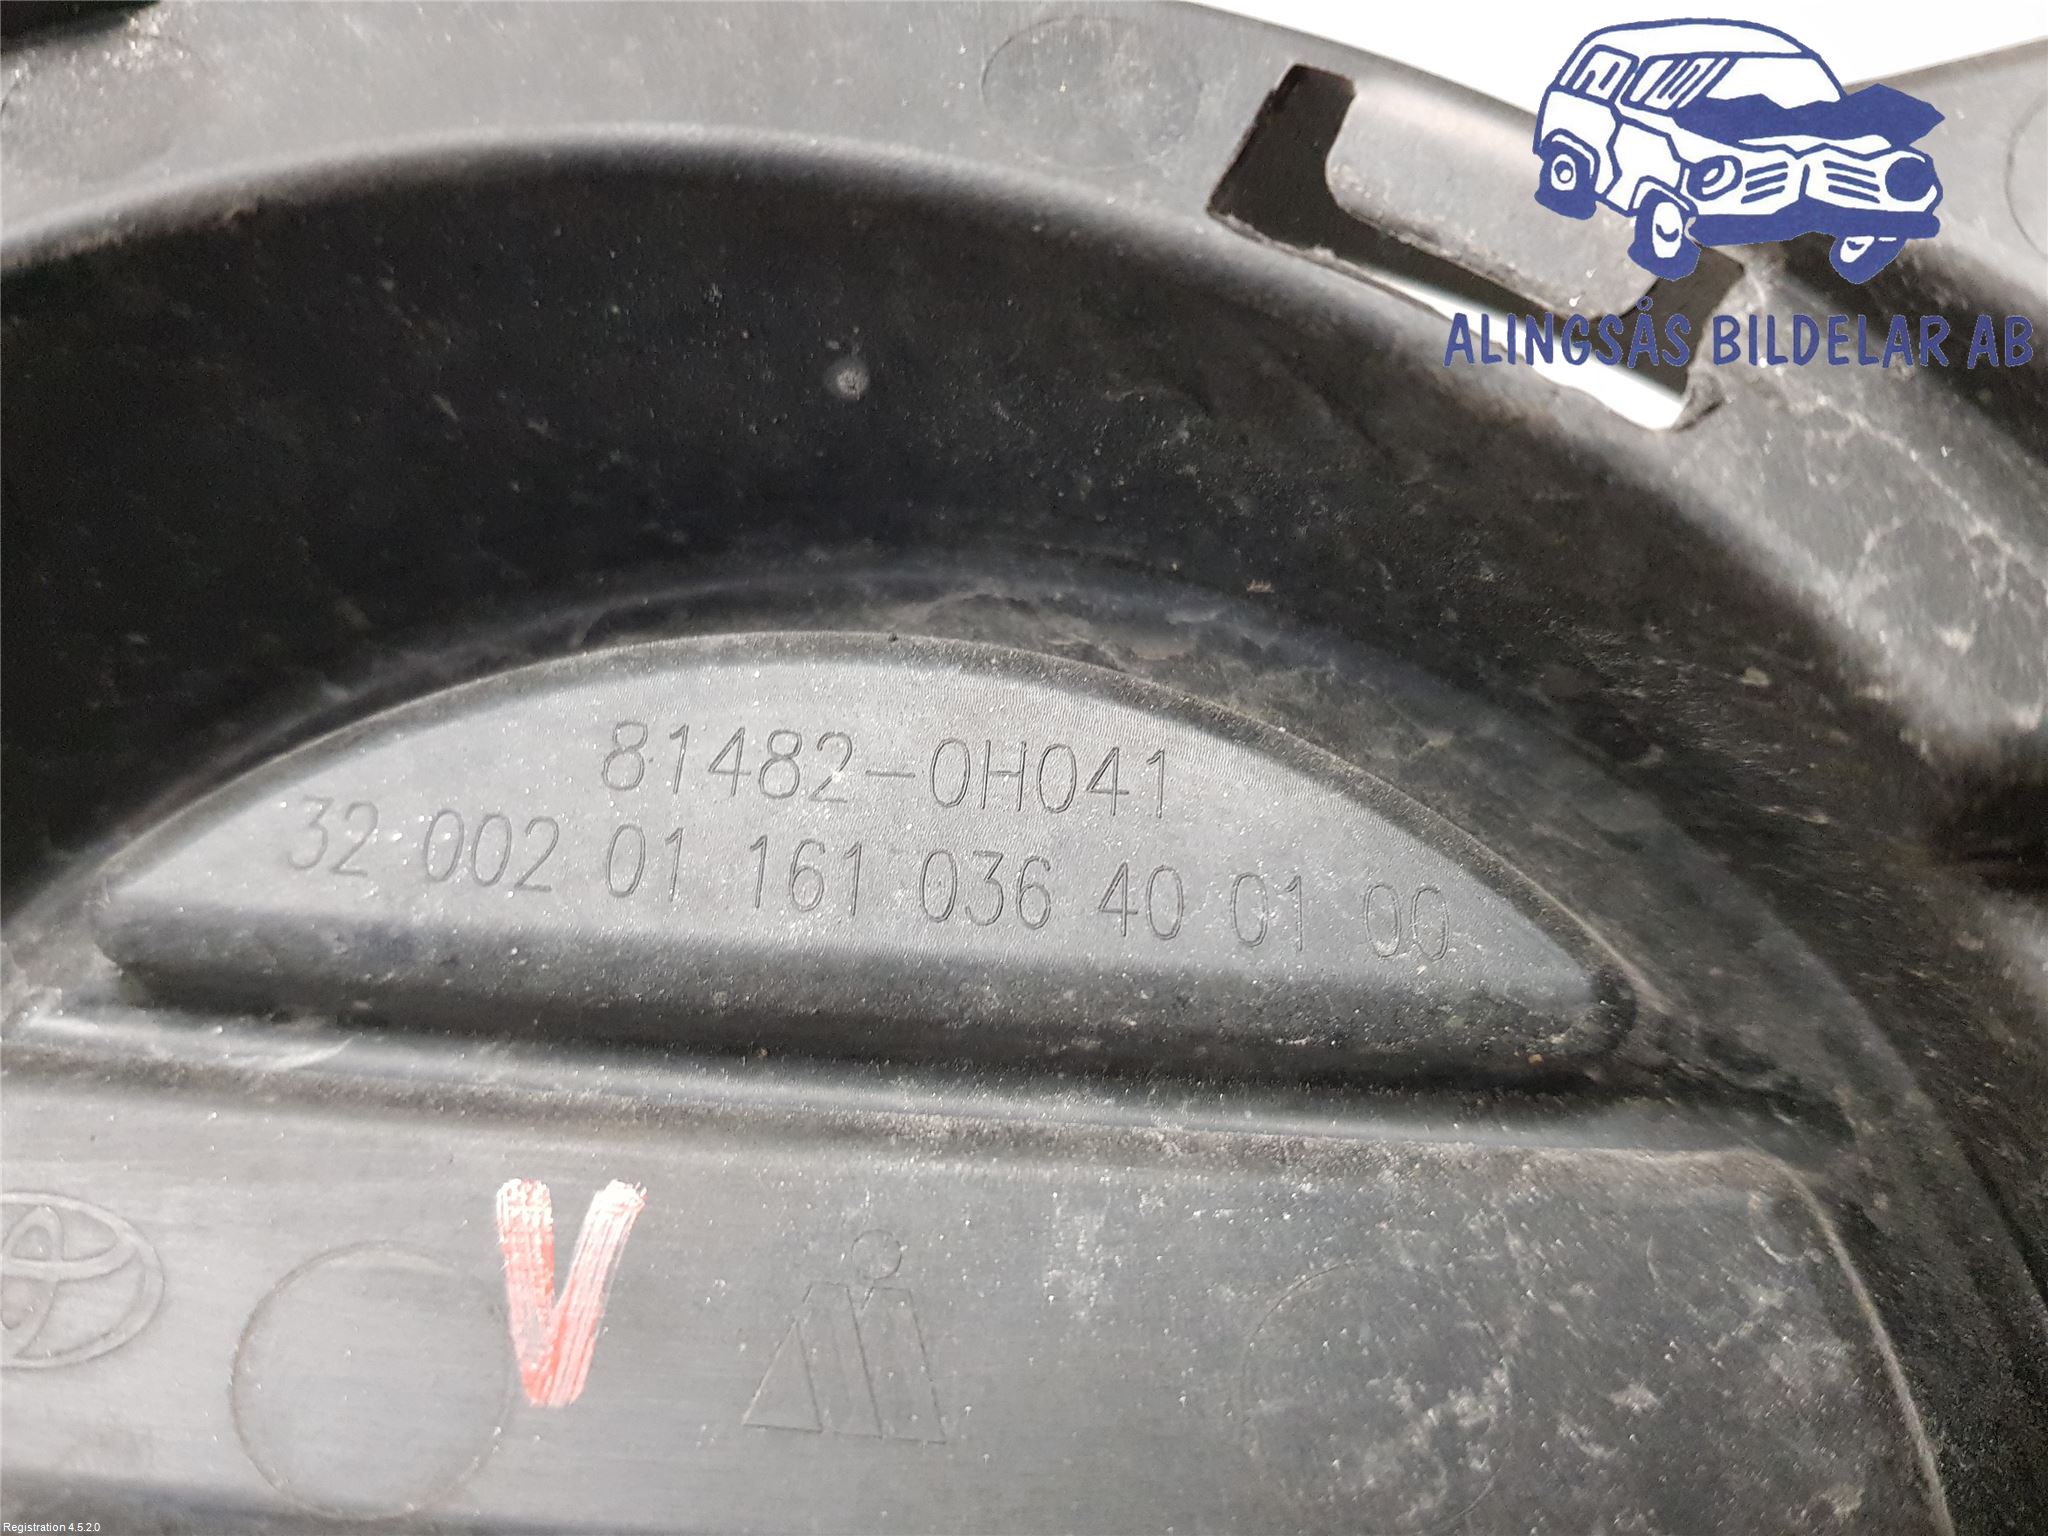 ALINGSÅS BILDELAR AB
81482-0H041
32 002 01 161 036 40 01 00
V
Registration 4.5.2.0